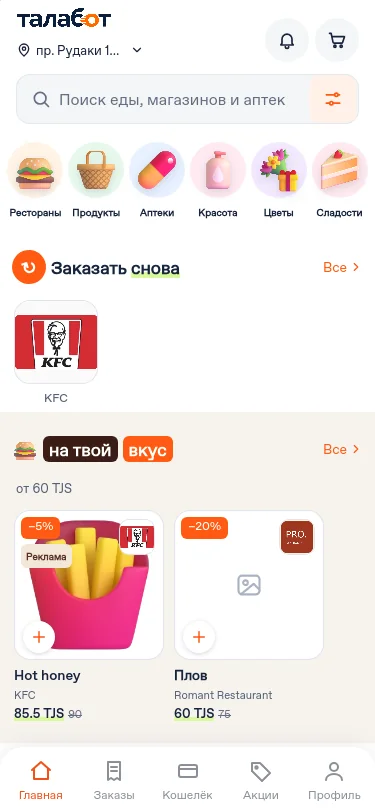 талабот
пр. Рудаки 1...
Поиск еды, магазинов и аптек
Рестораны Продукты Аптеки Красота Цветы Сладости
Заказать снова Все
KFC
KFC
на твой вкус Все
от 60 TJS
−5% KFC −20% PRO.
Реклама
Hot honey Плов
KFC Romant Restaurant
85.5 TJS 90 60 TJS 75
Главная Заказы Кошелёк Акции Профиль